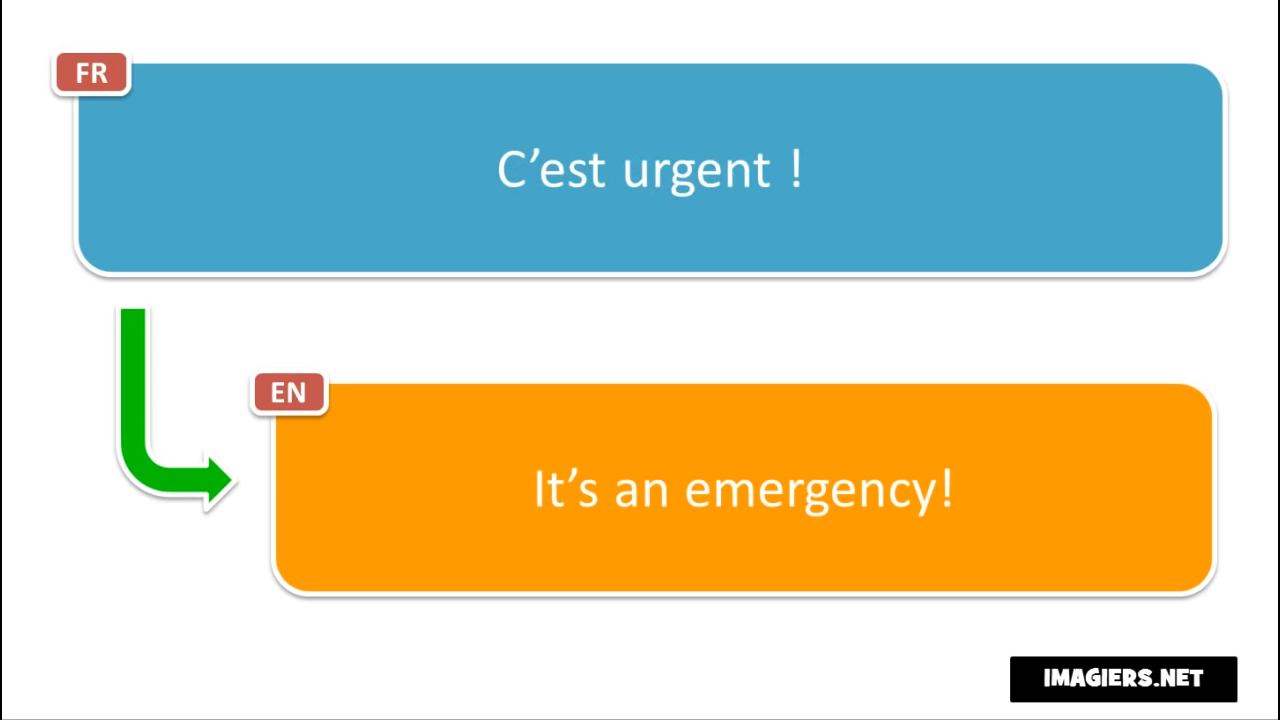 FR
C’est urgent !
EN
It’s an emergency!
IMAGIERS.NET